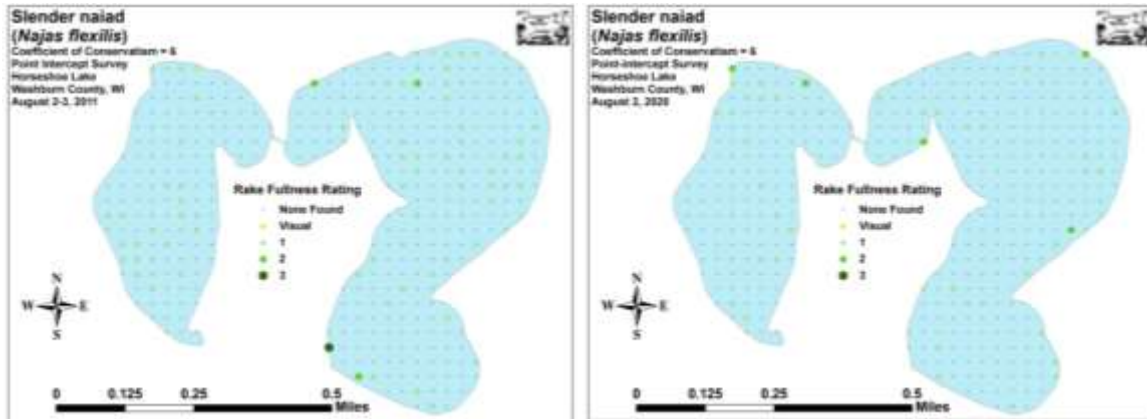 Slender naiad
(Najas flexilis)
Coefficient of Conservatism = 6
Point Intercept Survey
Horseshoe Lake
Washburn County, WI
August 2-3, 2011
Rake Fullness Rating
None Found
Visual
1
2
3
N
W E
S
0 0.125 0.25 0.5
Miles
Slender naiad
(Najas flexilis)
Coefficient of Conservatism = 6
Point-Intercept Survey
Horseshoe Lake
Washburn County, WI
August 3, 2020
Rake Fullness Rating
None Found
Visual
1
2
3
N
W E
S
0 0.125 0.25 0.5
Miles